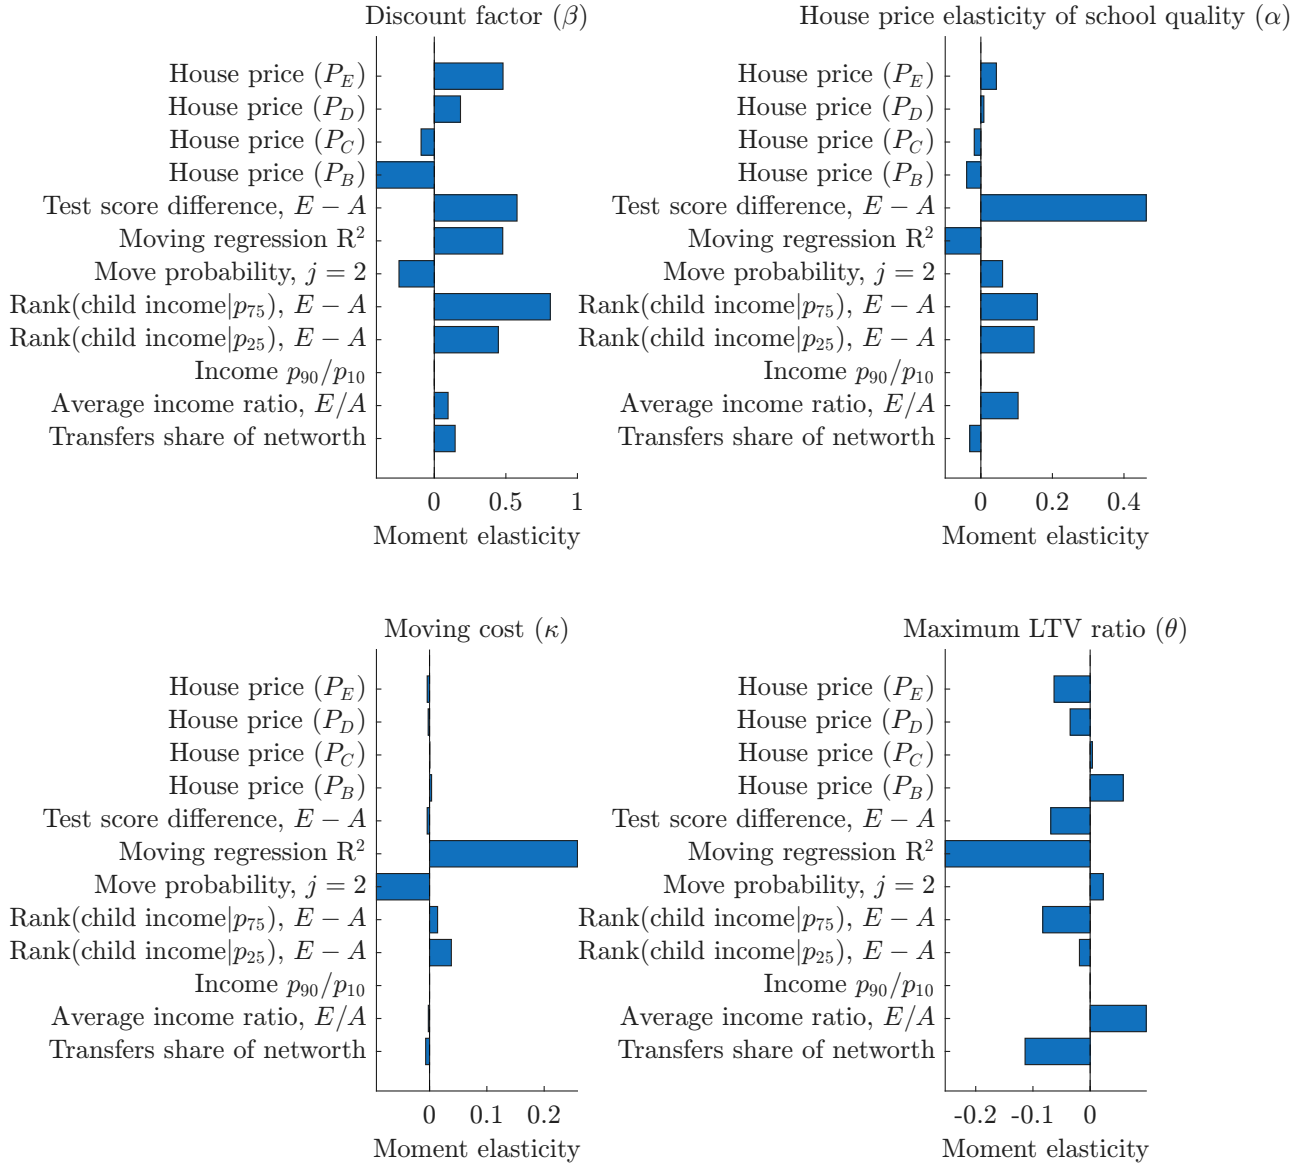 Discount factor (β)
House price (P_E)
House price (P_D)
House price (P_C)
House price (P_B)
Test score difference, E − A
Moving regression R²
Move probability, j = 2
Rank(child income|p₇₅), E − A
Rank(child income|p₂₅), E − A
Income p₉₀/p₁₀
Average income ratio, E/A
Transfers share of networth
0 0.5 1
Moment elasticity
House price elasticity of school quality (α)
House price (P_E)
House price (P_D)
House price (P_C)
House price (P_B)
Test score difference, E − A
Moving regression R²
Move probability, j = 2
Rank(child income|p₇₅), E − A
Rank(child income|p₂₅), E − A
Income p₉₀/p₁₀
Average income ratio, E/A
Transfers share of networth
0 0.2 0.4
Moment elasticity
Moving cost (κ)
House price (P_E)
House price (P_D)
House price (P_C)
House price (P_B)
Test score difference, E − A
Moving regression R²
Move probability, j = 2
Rank(child income|p₇₅), E − A
Rank(child income|p₂₅), E − A
Income p₉₀/p₁₀
Average income ratio, E/A
Transfers share of networth
0 0.1 0.2
Moment elasticity
Maximum LTV ratio (θ)
House price (P_E)
House price (P_D)
House price (P_C)
House price (P_B)
Test score difference, E − A
Moving regression R²
Move probability, j = 2
Rank(child income|p₇₅), E − A
Rank(child income|p₂₅), E − A
Income p₉₀/p₁₀
Average income ratio, E/A
Transfers share of networth
-0.2 -0.1 0
Moment elasticity